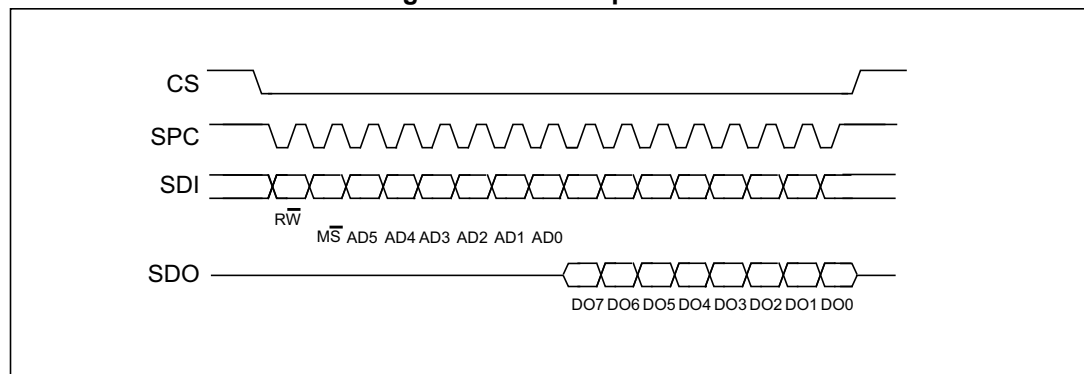 CS
SPC
SDI
RW
MS AD5 AD4 AD3 AD2 AD1 AD0
SDO
DO7 DO6 DO5 DO4 DO3 DO2 DO1 DO0